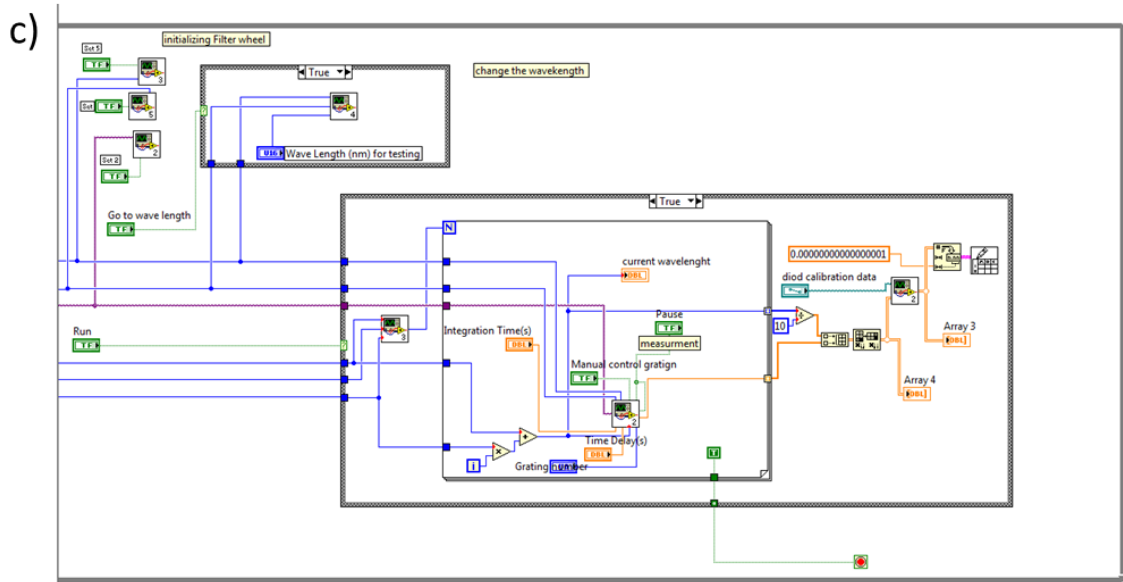 c)
initializing Filter wheel
Set 5
TF
3
True
change the wavekength
Set
TF
5
4
2
U16
Wave Length (nm) for testing
Set 2
TF
Go to wave length
TF
True
N
current wavelenght
DBL
0.00000000000000001
diod calibration data
2
Run
TF
3
Integration Time(s)
DBL
Pause
TF
measurment
10
Array 3
DBL
Manual control gratign
TF
2
Array 4
DBL
Time Delay(s)
DBL
i
Grating number
T